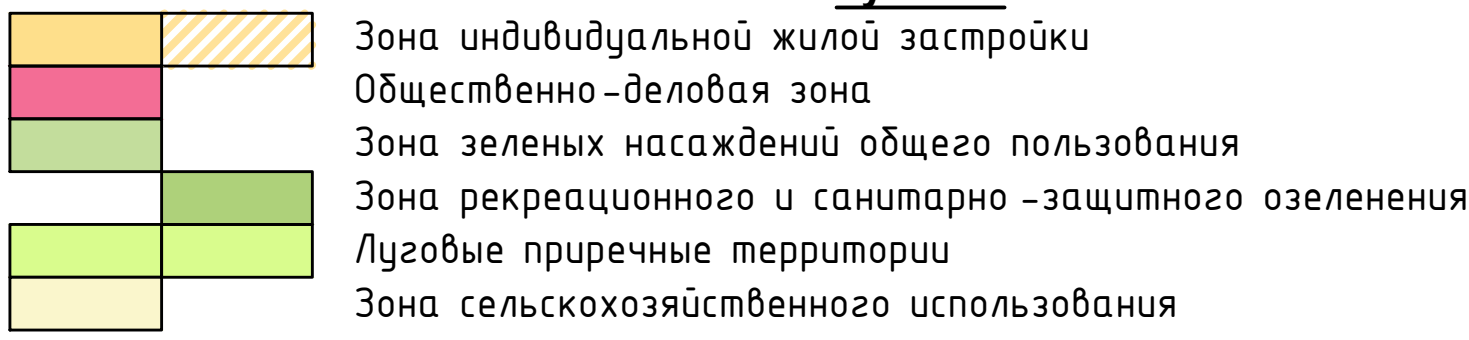 Зона индивидуальной жилой застройки
Общественно-деловая зона
Зона зеленых насаждений общего пользования
Зона рекреационного и санитарно-защитного озеленения
Луговые приречные территории
Зона сельскохозяйственного использования